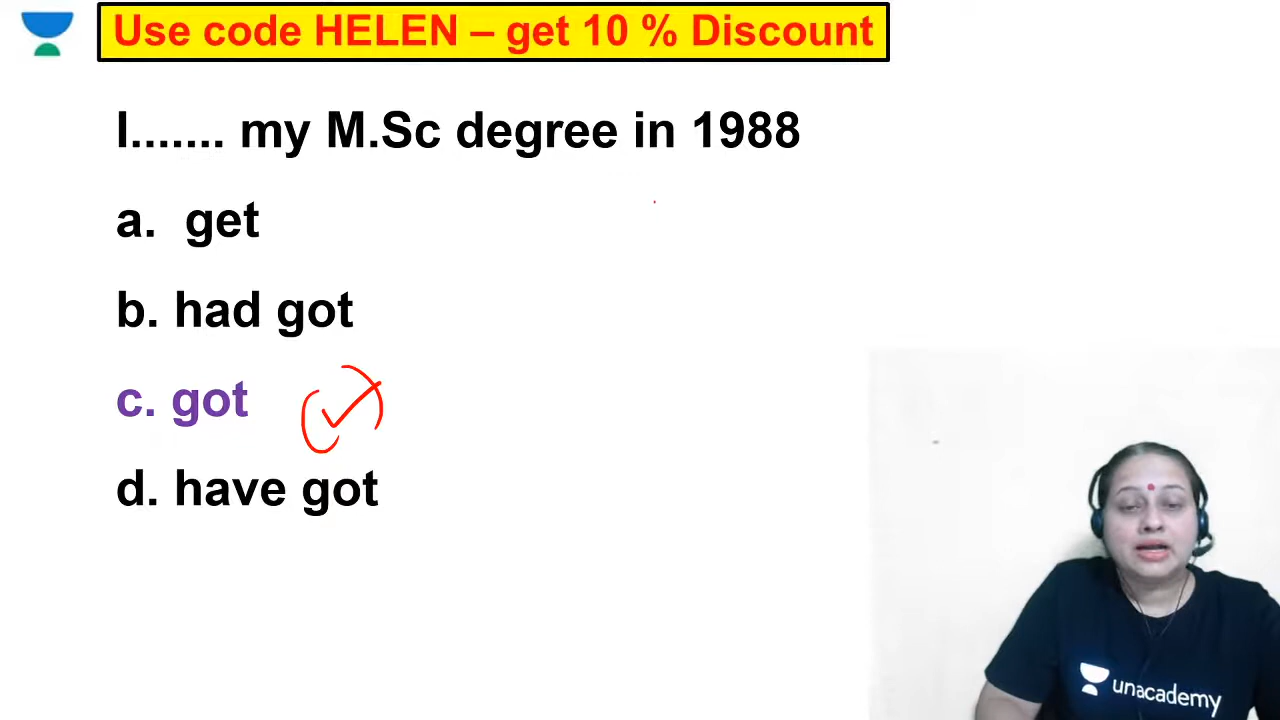 Use code HELEN – get 10 % Discount
I....... my M.Sc degree in 1988
a. get
b. had got
c. got
d. have got
unacademy